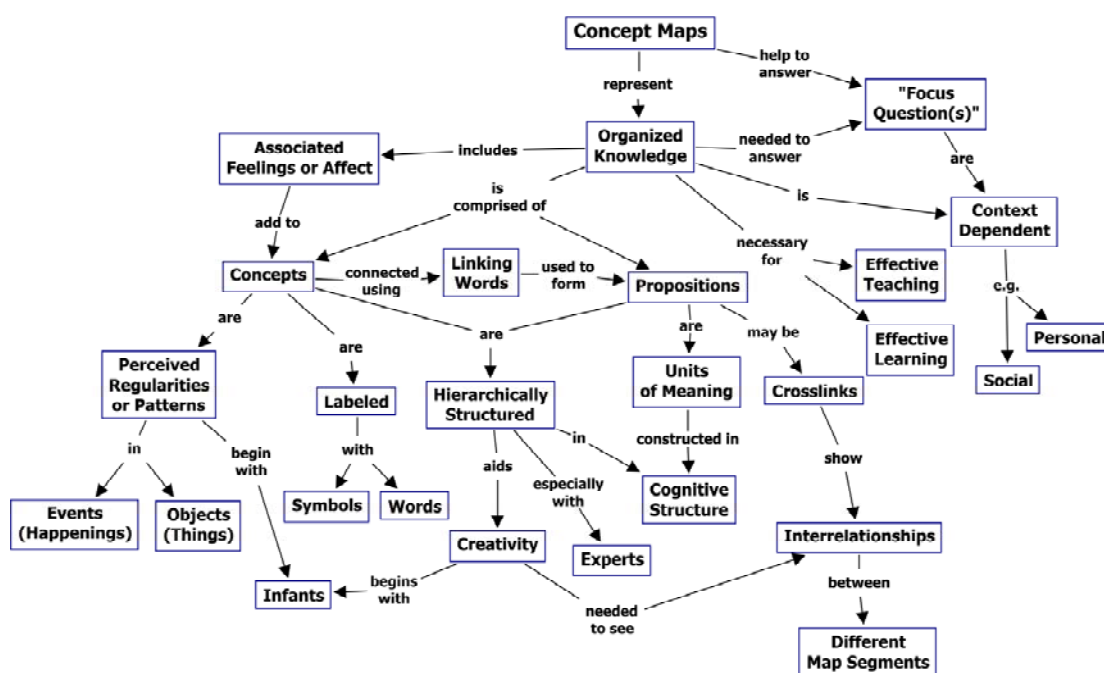 Concept Maps
help to
answer
represent
"Focus
Question(s)"
Organized
Knowledge
needed to
answer
includes
Associated
Feelings or Affect
are
is
comprised of
is
Context
Dependent
add to
necessary
for
Concepts
connected
using
Linking
Words
used to
form
Propositions
Effective
Teaching
e.g.
are
are
are
are
may be
Effective
Learning
Personal
Social
Perceived
Regularities
or Patterns
Labeled
Hierarchically
Structured
Units
of Meaning
Crosslinks
in
begin
with
with
aids
in
constructed in
show
especially
with
Events
(Happenings)
Objects
(Things)
Symbols
Words
Cognitive
Structure
Creativity
Experts
Interrelationships
Infants
begins
with
needed
to see
between
Different
Map Segments